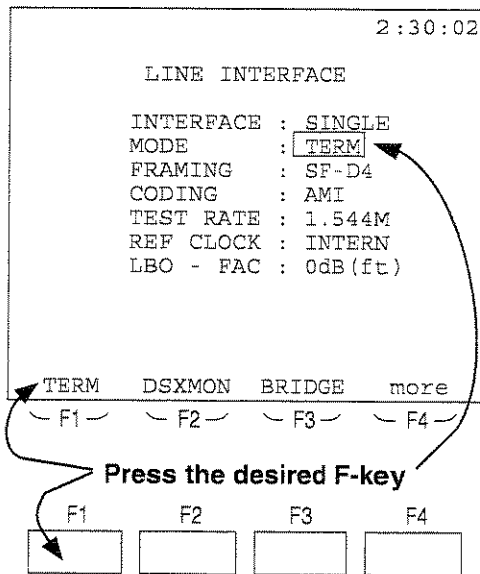 2:30:02
LINE INTERFACE
INTERFACE : SINGLE
MODE : TERM
FRAMING : SF-D4
CODING : AMI
TEST RATE : 1.544M
REF CLOCK : INTERN
LBO - FAC : 0dB(ft)
TERM DSXMON BRIDGE more
F1 F2 F3 F4
Press the desired F-key
F1 F2 F3 F4